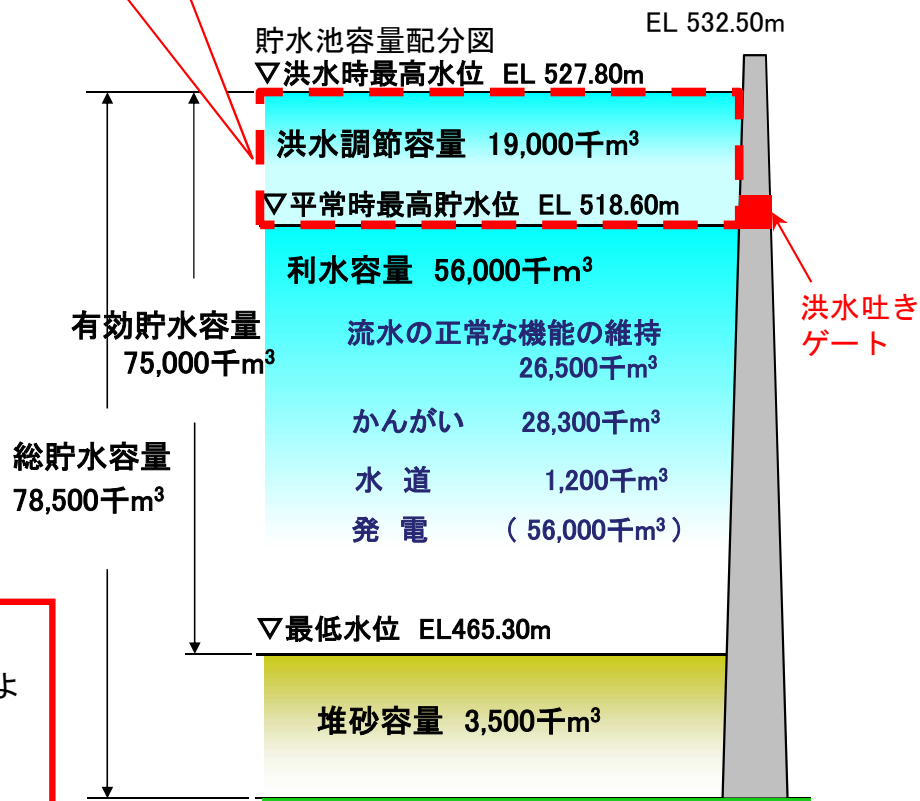 EL 532.50m
貯水池容量配分図
▽洪水時最高水位 EL 527.80m
洪水調節容量 19,000千m³
▽平常時最高貯水位 EL 518.60m
利水容量 56,000千m³
洪水吐き
ゲート
有効貯水容量
75,000千m³
流水の正常な機能の維持
26,500千m³
かんがい 28,300千m³
総貯水容量
78,500千m³
水 道 1,200千m³
発 電 （ 56,000千m³ ）
▽最低水位 EL465.30m
よ
堆砂容量 3,500千m³